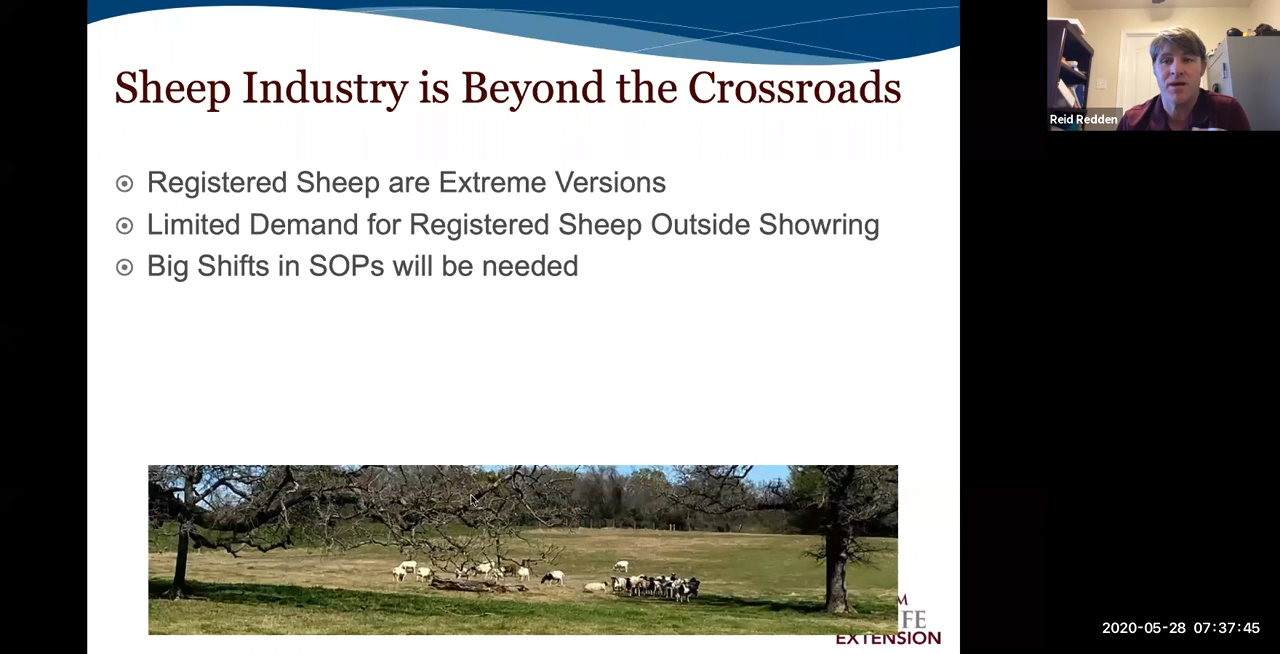 Sheep Industry is Beyond the Crossroads
Registered Sheep are Extreme Versions
Limited Demand for Registered Sheep Outside Showring
Big Shifts in SOPs will be needed
M
FE
EXTENSION
Reid Redden
2020-05-28 07:37:45